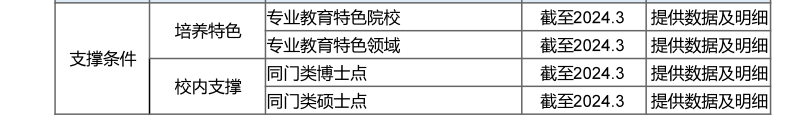 支撑条件
培养特色
专业教育特色院校 截至2024.3 提供数据及明细
专业教育特色领域 截至2024.3 提供数据及明细
校内支撑
同门类博士点 截至2024.3 提供数据及明细
同门类硕士点 截至2024.3 提供数据及明细